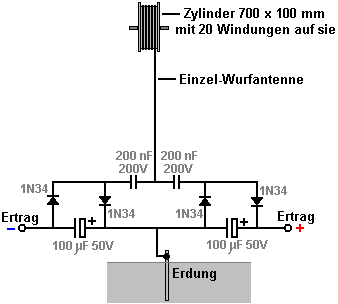 Zylinder 700 x 100 mm
mit 20 Windungen auf sie
Einzel-Wurfantenne
200 nF 200 nF
200V 200V
1N34 1N34
Ertrag 1N34 1N34 Ertrag
– + + +
100 µF 50V 100 µF 50V
Erdung